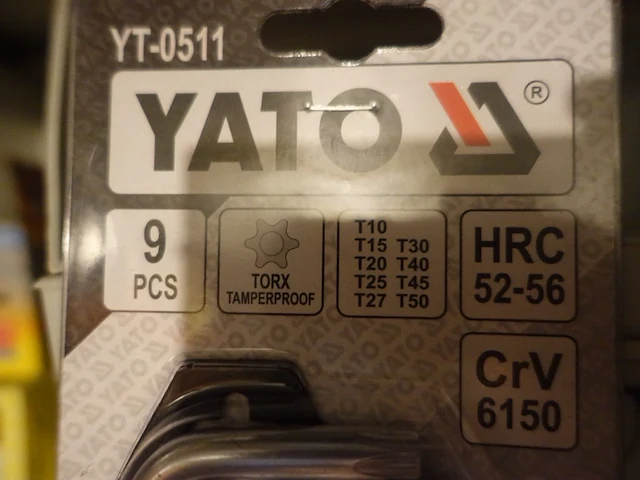 YT-0511
YATO ®
9
PCS
TORX
TAMPERPROOF
T10
T15 T30
T20 T40
T25 T45
T27 T50
HRC
52-56
CrV
6150